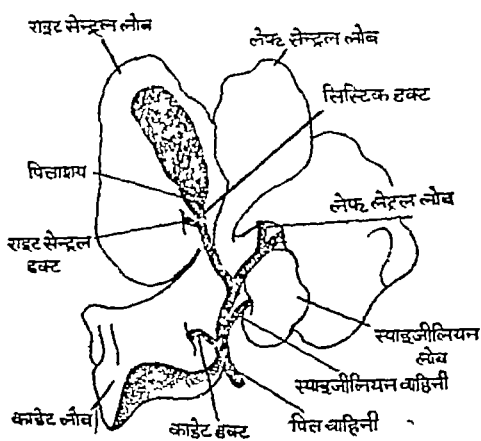 राइट सेन्ट्रल लोब
लेफ्ट सेन्ट्रल लोब
सिस्टिक डक्ट
पित्ताशय
लेफ्ट लेट्रल लोब
राइट सेन्ट्रल
डक्ट
स्पाइजीलियन
लोब
स्पाइजीलियन वाहिनी
काडेट लोब
काडेट डक्ट
पित्त वाहिनी